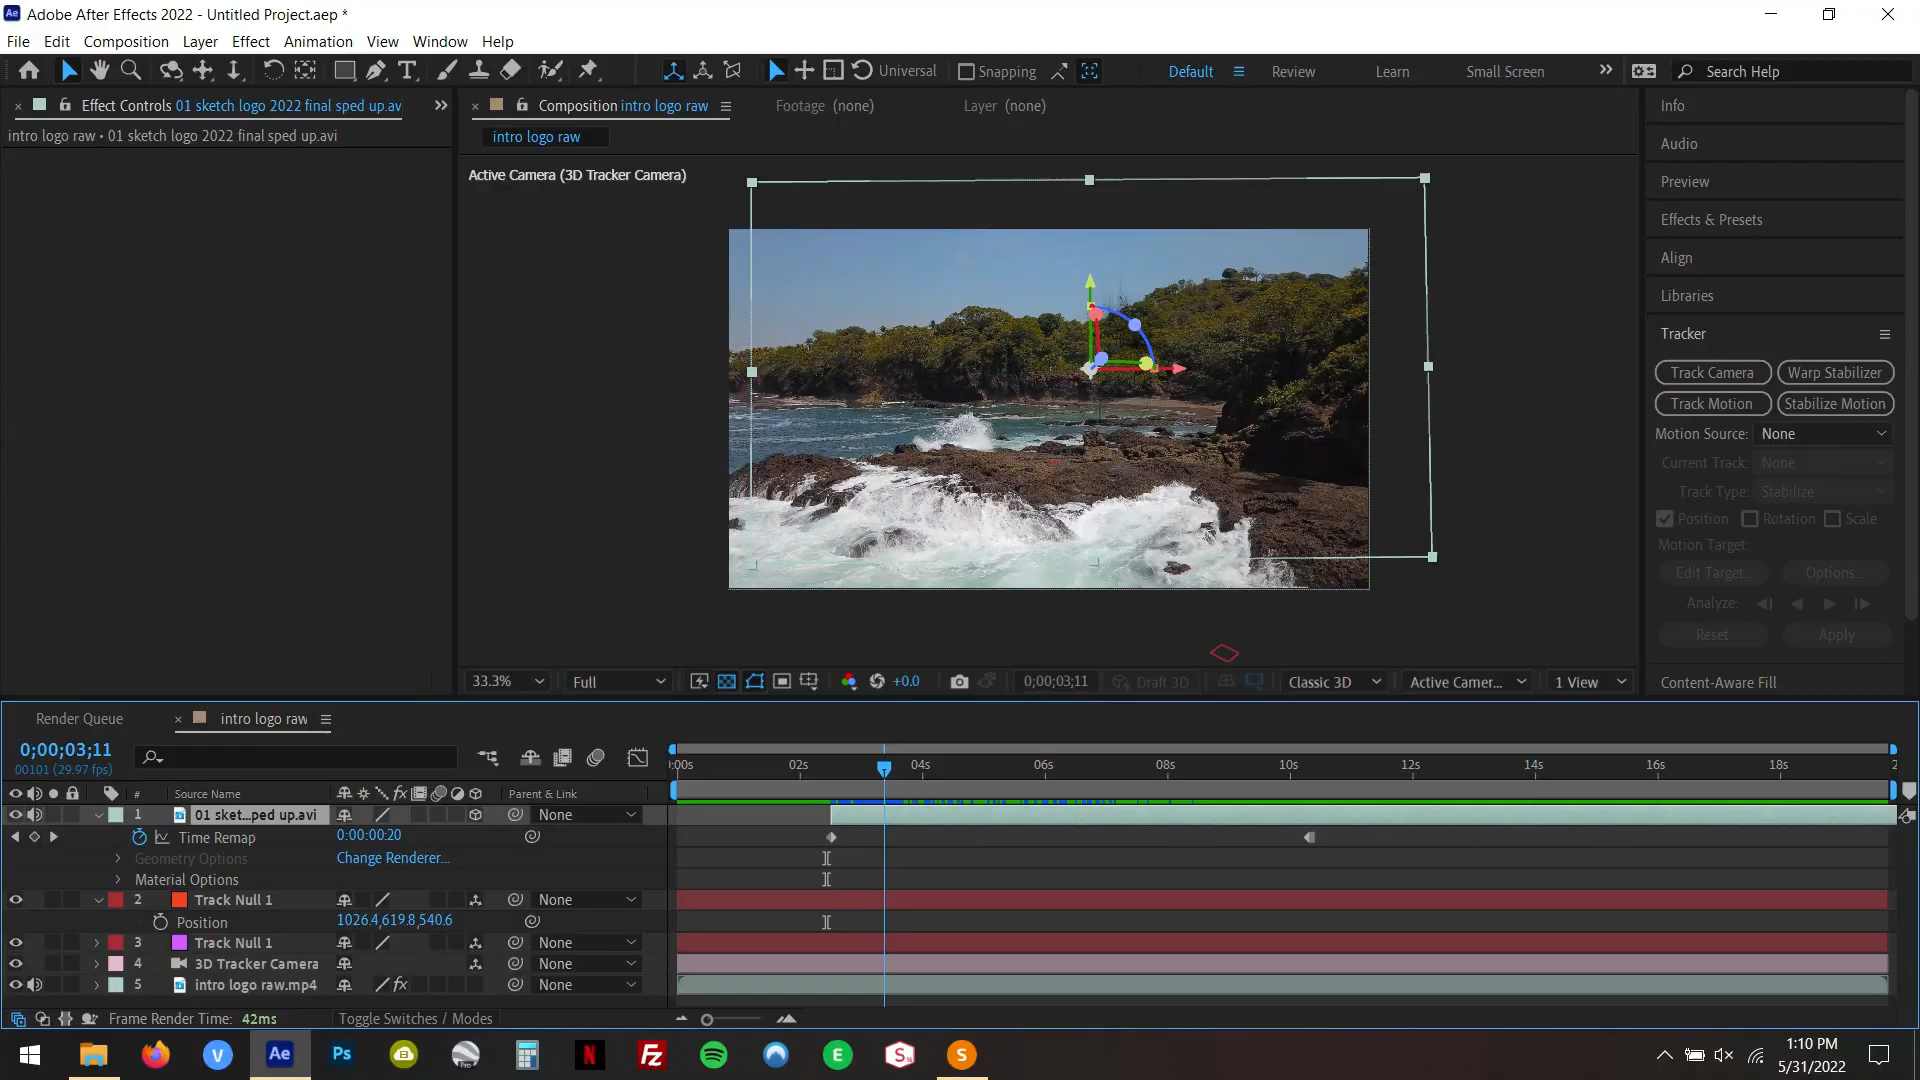 Adobe After Effects 2022 - Untitled Project.aep *
File Edit Composition Layer Effect Animation View Window Help
Universal Snapping Default Review Learn Small Screen Search Help
Effect Controls 01 sketch logo 2022 final sped up.av
Composition intro logo raw Footage (none) Layer (none)
Info
intro logo raw • 01 sketch logo 2022 final sped up.avi
intro logo raw
Audio
Active Camera (3D Tracker Camera)
Preview
Effects & Presets
Align
Libraries
Tracker
Track Camera Warp Stabilizer
Track Motion Stabilize Motion
Motion Source: None
Current Track: None
Track Type: Stabilize
Position Rotation Scale
Motion Target:
Edit Target... Options...
Analyze:
Reset Apply
33.3% Full +0.0 0;00;03;11 Draft 3D Classic 3D Active Camer... 1 View
Content-Aware Fill
Render Queue intro logo raw
0;00;03;11
00101 (29.97 fps)
:00s 02s 04s 06s 08s 10s 12s 14s 16s 18s 2
# Source Name fx Parent & Link
1 01 sket...ped up.avi None
Time Remap 0:00:00:20
Geometry Options Change Renderer...
Material Options
2 Track Null 1 None
Position 1026.4,619.8,540.6
3 Track Null 1 None
4 3D Tracker Camera None
5 intro logo raw.mp4 fx None
Frame Render Time: 42ms Toggle Switches / Modes
V Ae Ps Pro N Fz E S S
1:10 PM
5/31/2022